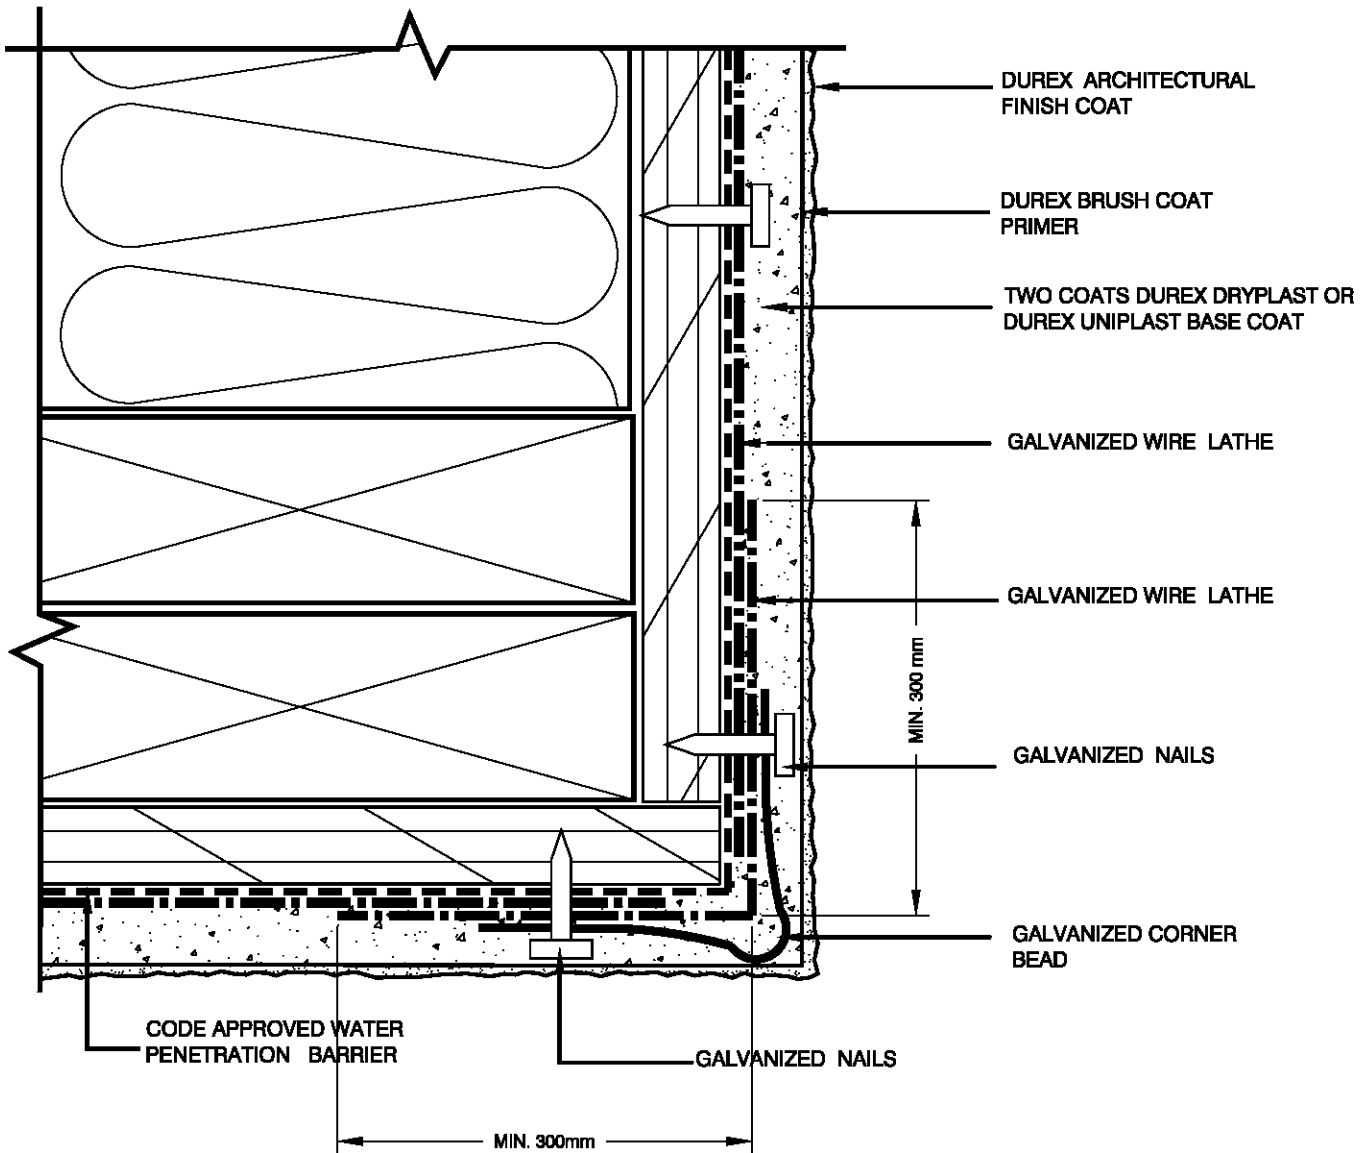 DUREX ARCHITECTURAL
FINISH COAT
DUREX BRUSH COAT
PRIMER
TWO COATS DUREX DRYPLAST OR
DUREX UNIPLAST BASE COAT
GALVANIZED WIRE LATHE
GALVANIZED WIRE LATHE
MIN. 300 mm
GALVANIZED NAILS
GALVANIZED CORNER
BEAD
CODE APPROVED WATER
PENETRATION BARRIER
GALVANIZED NAILS
MIN. 300mm